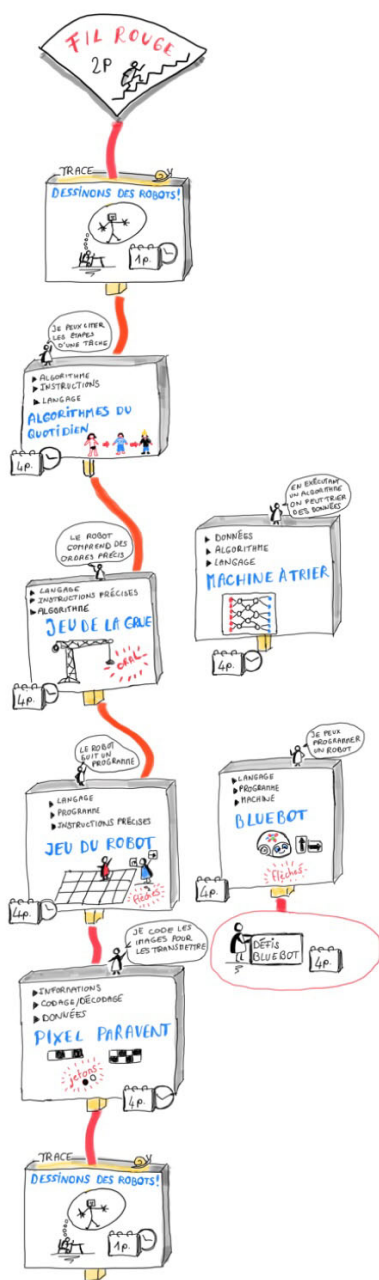 FIL ROUGE
2P
TRACE
DESSINONS DES ROBOTS!
1p.
JE PEUX CITER
LES ÉTAPES
D'UNE TÂCHE
▶ ALGORITHME
▶ INSTRUCTIONS
▶ LANGAGE
ALGORITHMES DU
QUOTIDIEN
4p.
LE ROBOT
COMPREND DES
ORDRES PRÉCIS
▶ LANGAGE
▶ INSTRUCTIONS PRÉCISES
▶ ALGORITHME
JEU DE LA GRUE
ORAL
4p.
EN EXÉCUTANT
UN ALGORITHME
ON PEUT TRIER
DES DONNÉES
▶ DONNÉES
▶ ALGORITHME
▶ LANGAGE
MACHINE À TRIER
4p.
LE ROBOT
SUIT UN
PROGRAMME
▶ LANGAGE
▶ PROGRAMME
▶ INSTRUCTIONS PRÉCISES
JEU DU ROBOT
flèches
4p.
JE PEUX
PROGRAMMER
UN ROBOT
▶ LANGAGE
▶ PROGRAMME
▶ MACHINE
BLUEBOT
flèches
4p.
DÉFIS
BLUEBOT
4p.
JE CODE LES
IMAGES POUR
LES TRANSMETTRE
▶ INFORMATIONS
▶ CODAGE/DÉCODAGE
▶ DONNÉES
PIXEL PARAVENT
jetons
4p.
TRACE
DESSINONS DES ROBOTS!
1p.